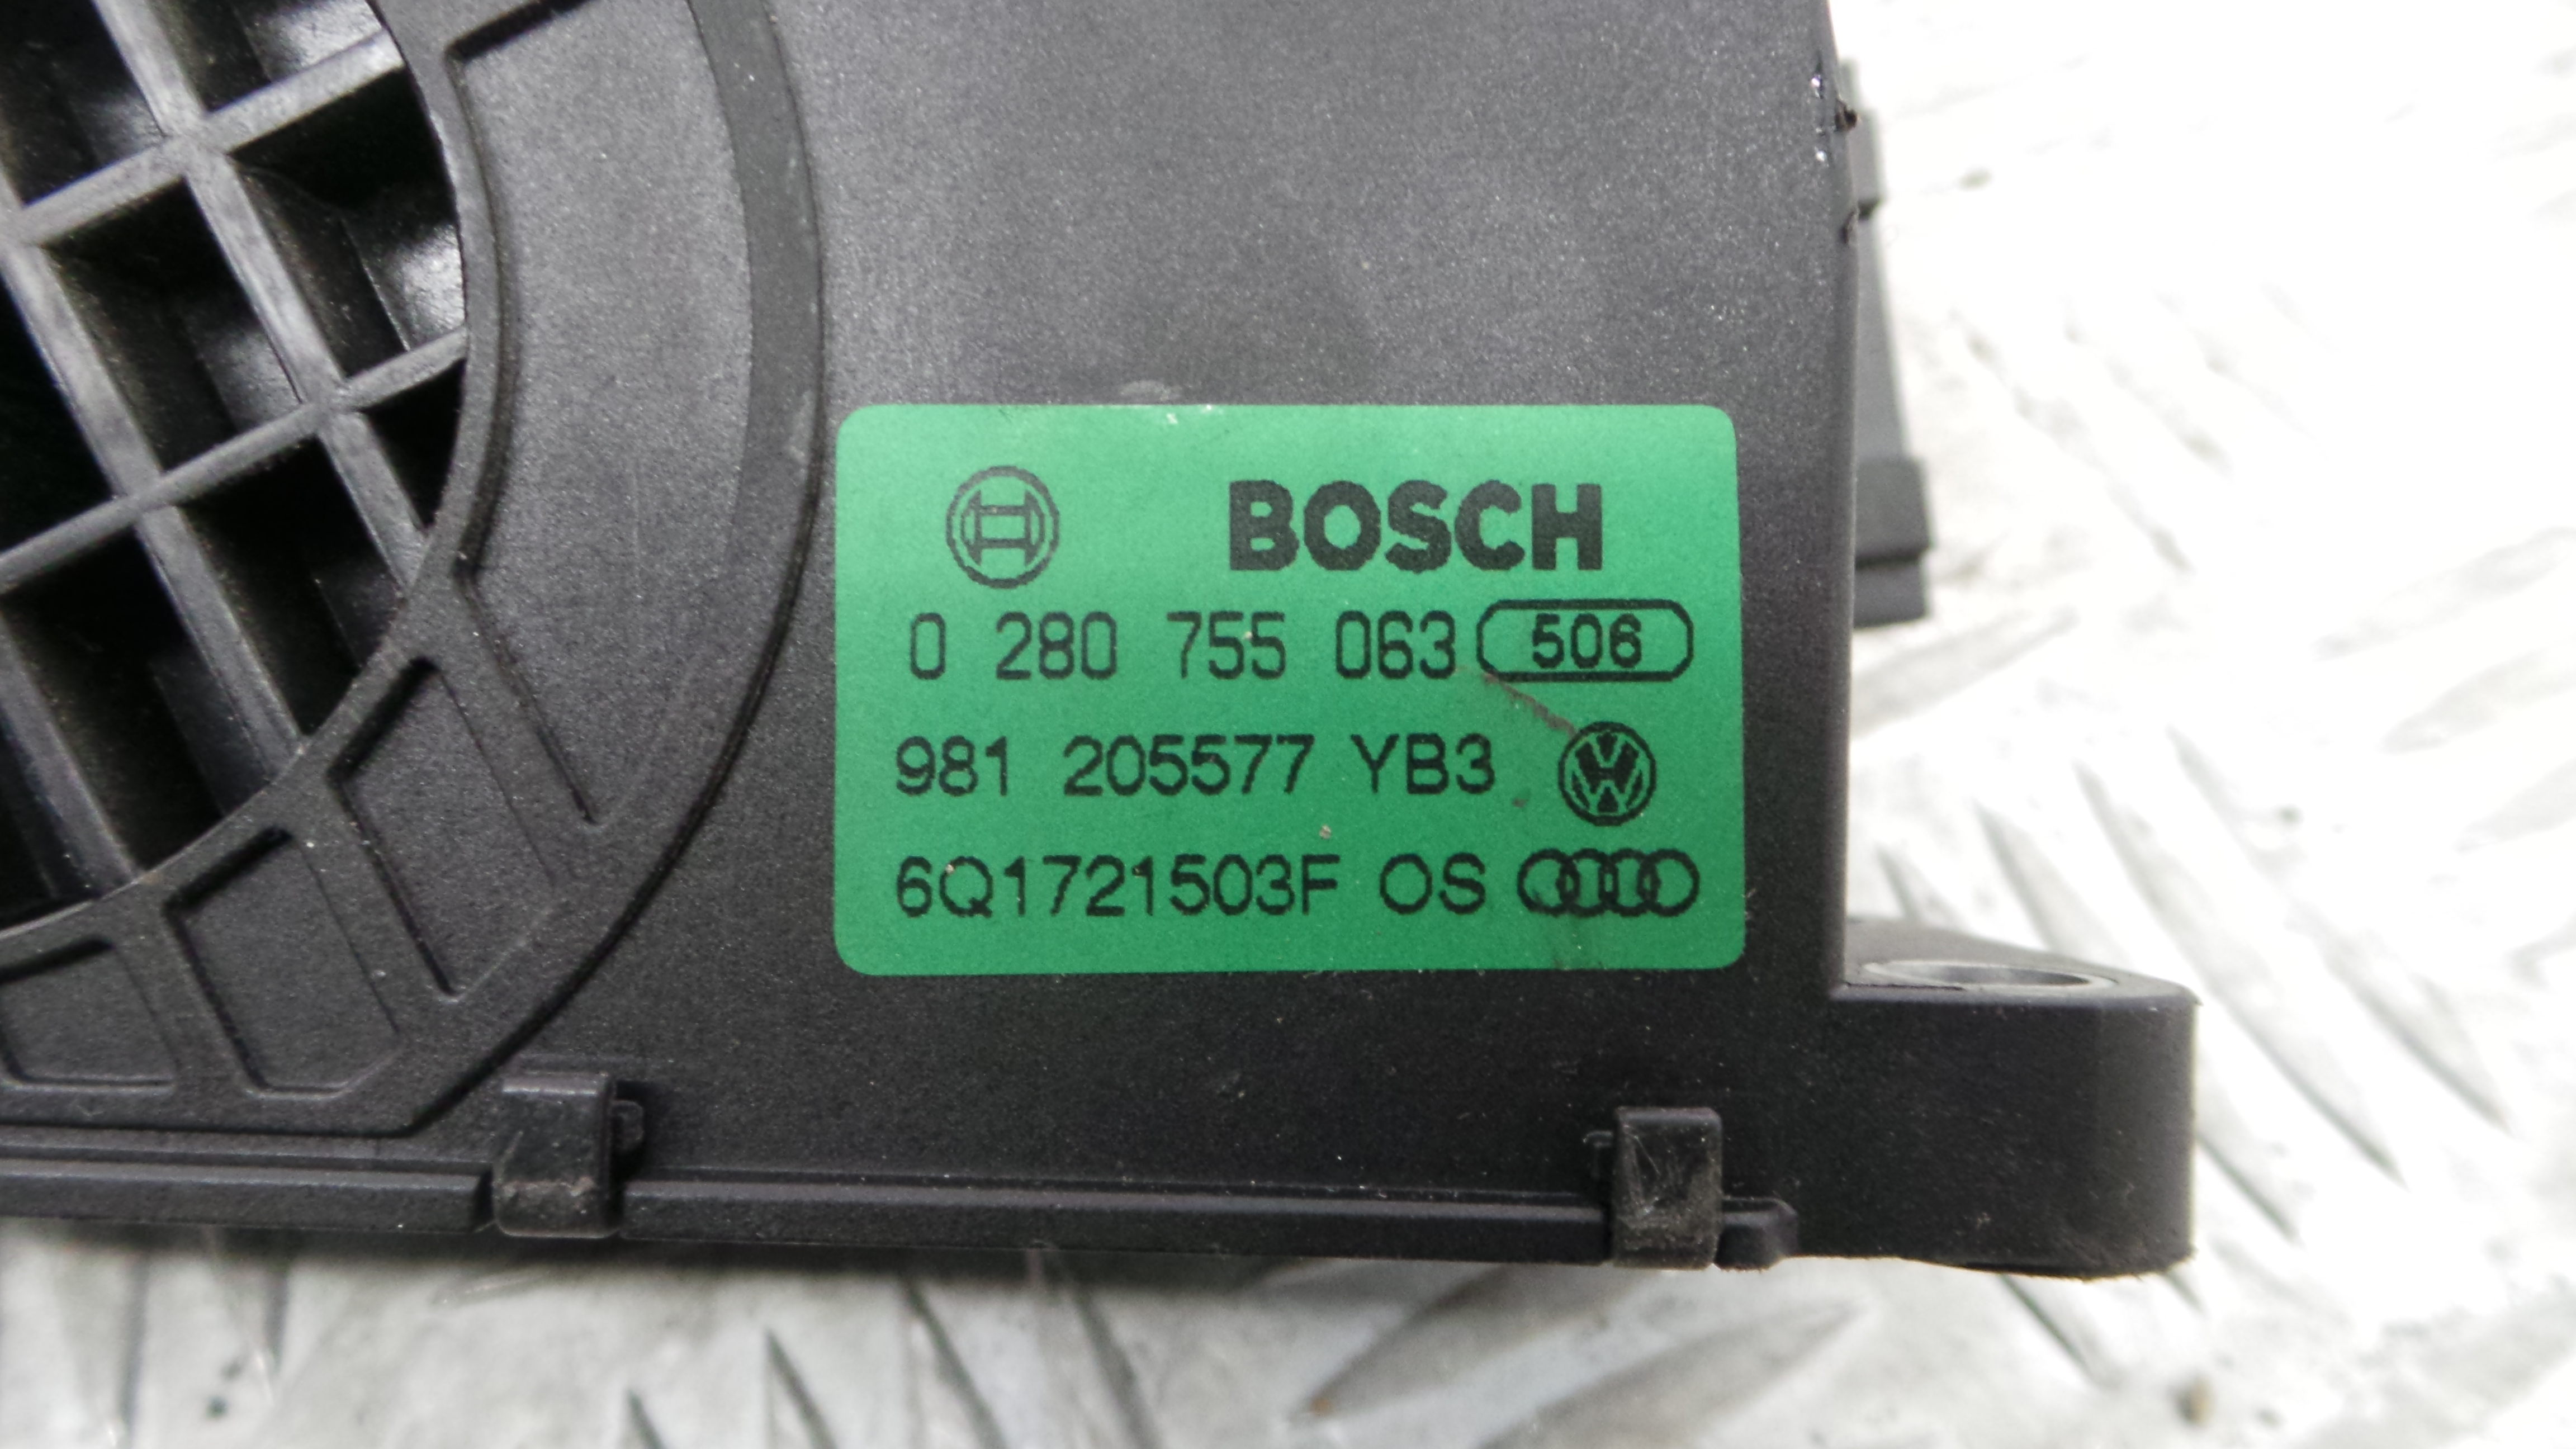 BOSCH
0 280 755 063 506
981 205577 YB3
6Q1721503F OS